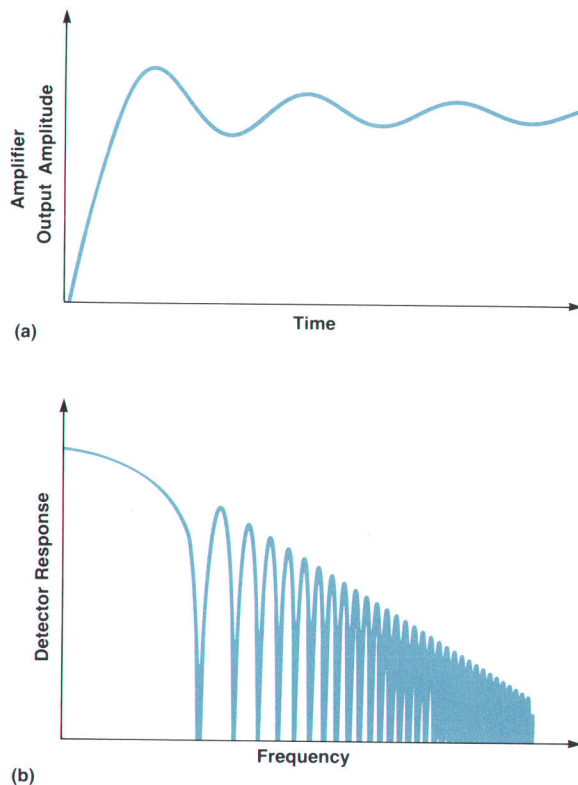 Amplifier
Output Amplitude
Time
(a)
Detector Response
Frequency
(b)